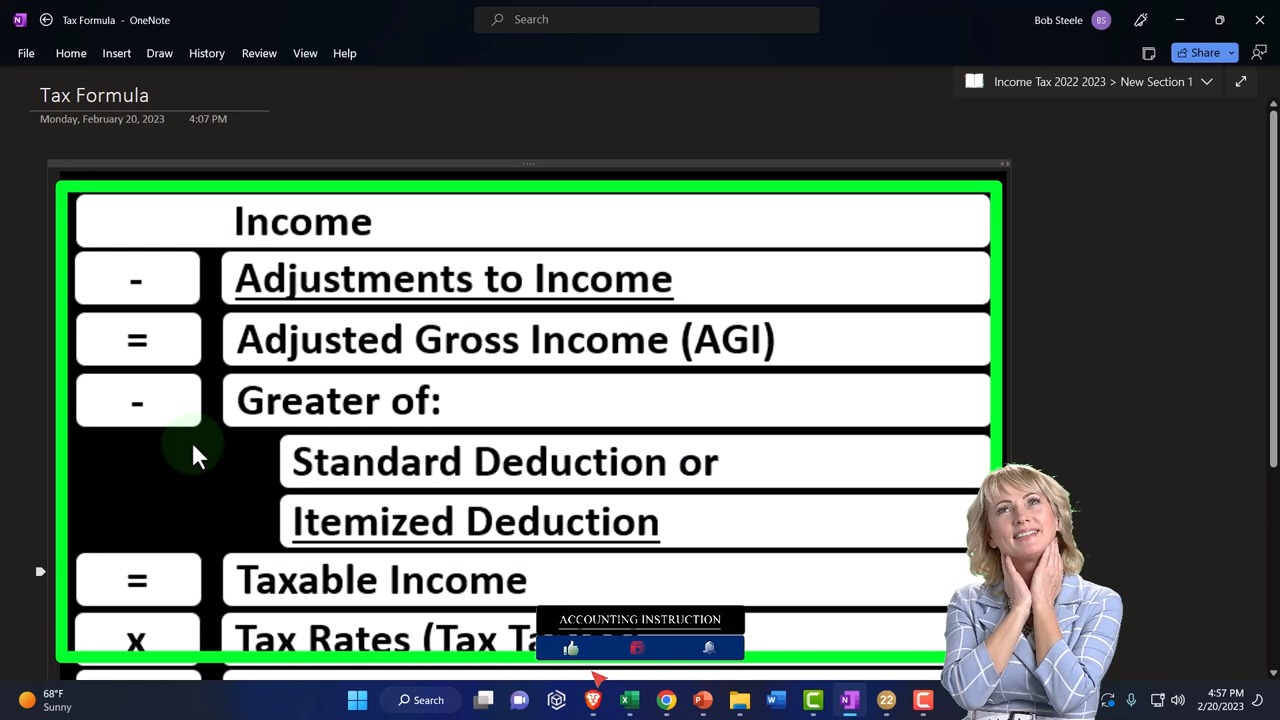 Tax Formula - OneNote
Search
Bob Steele
BS
File
Home
Insert
Draw
History
Review
View
Help
Share
Tax Formula
Income Tax 2022 2023 > New Section 1
Monday, February 20, 2023
4:07 PM
Income
- Adjustments to Income
= Adjusted Gross Income (AGI)
- Greater of:
Standard Deduction or
Itemized Deduction
= Taxable Income
x Tax Rates (Tax
ACCOUNTING INSTRUCTION
68°F
Sunny
Search
22
4:57 PM
2/20/2023